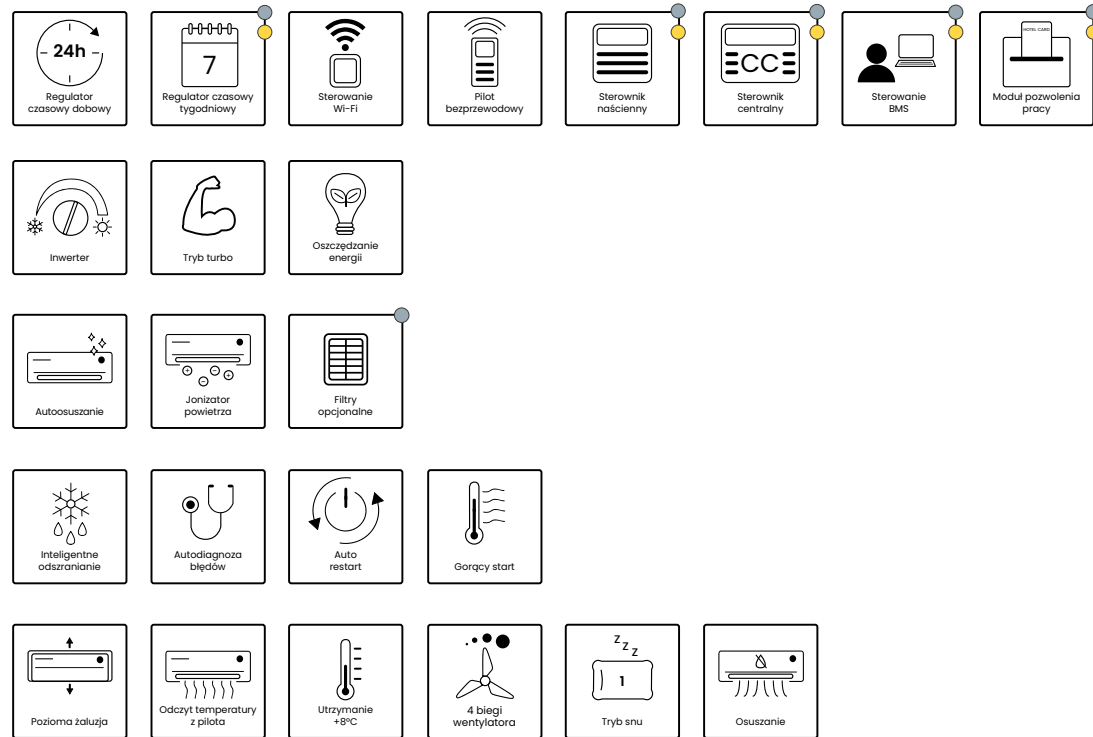 24h
Regulator
czasowy dobowy
7
Regulator czasowy
tygodniowy
Sterowanie
Wi-Fi
Pilot
bezprzewodowy
Sterownik
naścienny
CC
Sterownik
centralny
Sterowanie
BMS
HOTEL CARD
Moduł pozwolenia
pracy
Inwerter
Tryb turbo
Oszczędzanie
energii
Autoosuszanie
Jonizator
powietrza
Filtry
opcjonalne
Inteligentne
odszranianie
Autodiagnoza
błędów
Auto
restart
Gorący start
Pozioma żaluzja
Odczyt temperatury
z pilota
Utrzymanie
+8°C
4 biegi
wentylatora
z
z
z
1
Tryb snu
Osuszanie